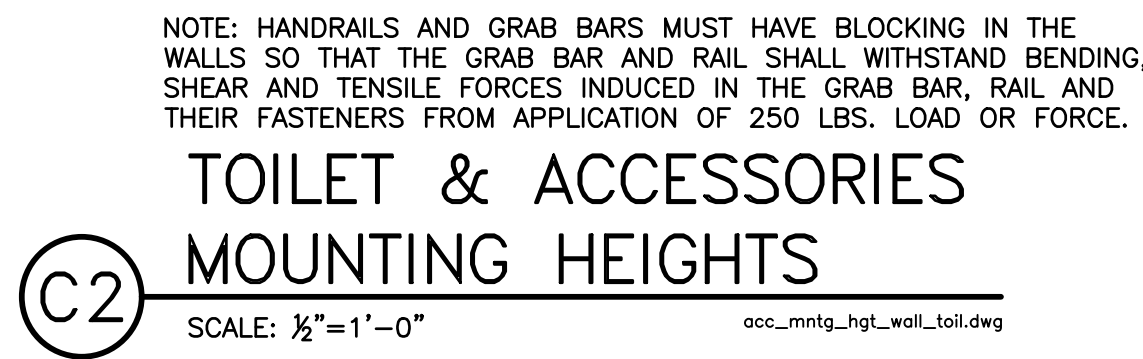 NOTE: HANDRAILS AND GRAB BARS MUST HAVE BLOCKING IN THE
WALLS SO THAT THE GRAB BAR AND RAIL SHALL WITHSTAND BENDING,
SHEAR AND TENSILE FORCES INDUCED IN THE GRAB BAR, RAIL AND
THEIR FASTENERS FROM APPLICATION OF 250 LBS. LOAD OR FORCE.
TOILET & ACCESSORIES
MOUNTING HEIGHTS
C2
SCALE: ½"=1'-0"
acc_mntg_hgt_wall_toil.dwg